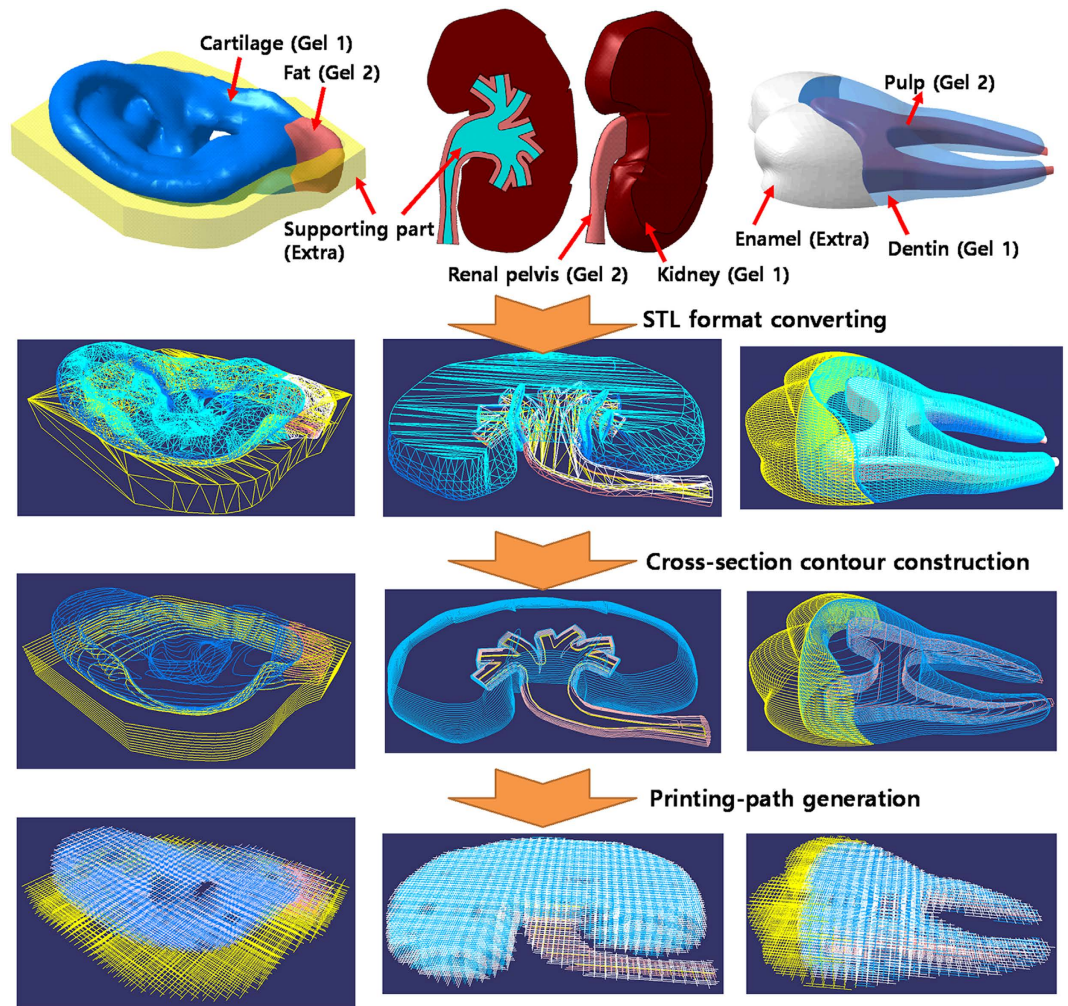 Cartilage (Gel 1)
Fat (Gel 2)
Supporting part
(Extra)
Renal pelvis (Gel 2)
Kidney (Gel 1)
Pulp (Gel 2)
Enamel (Extra)
Dentin (Gel 1)
STL format converting
Cross-section contour construction
Printing-path generation